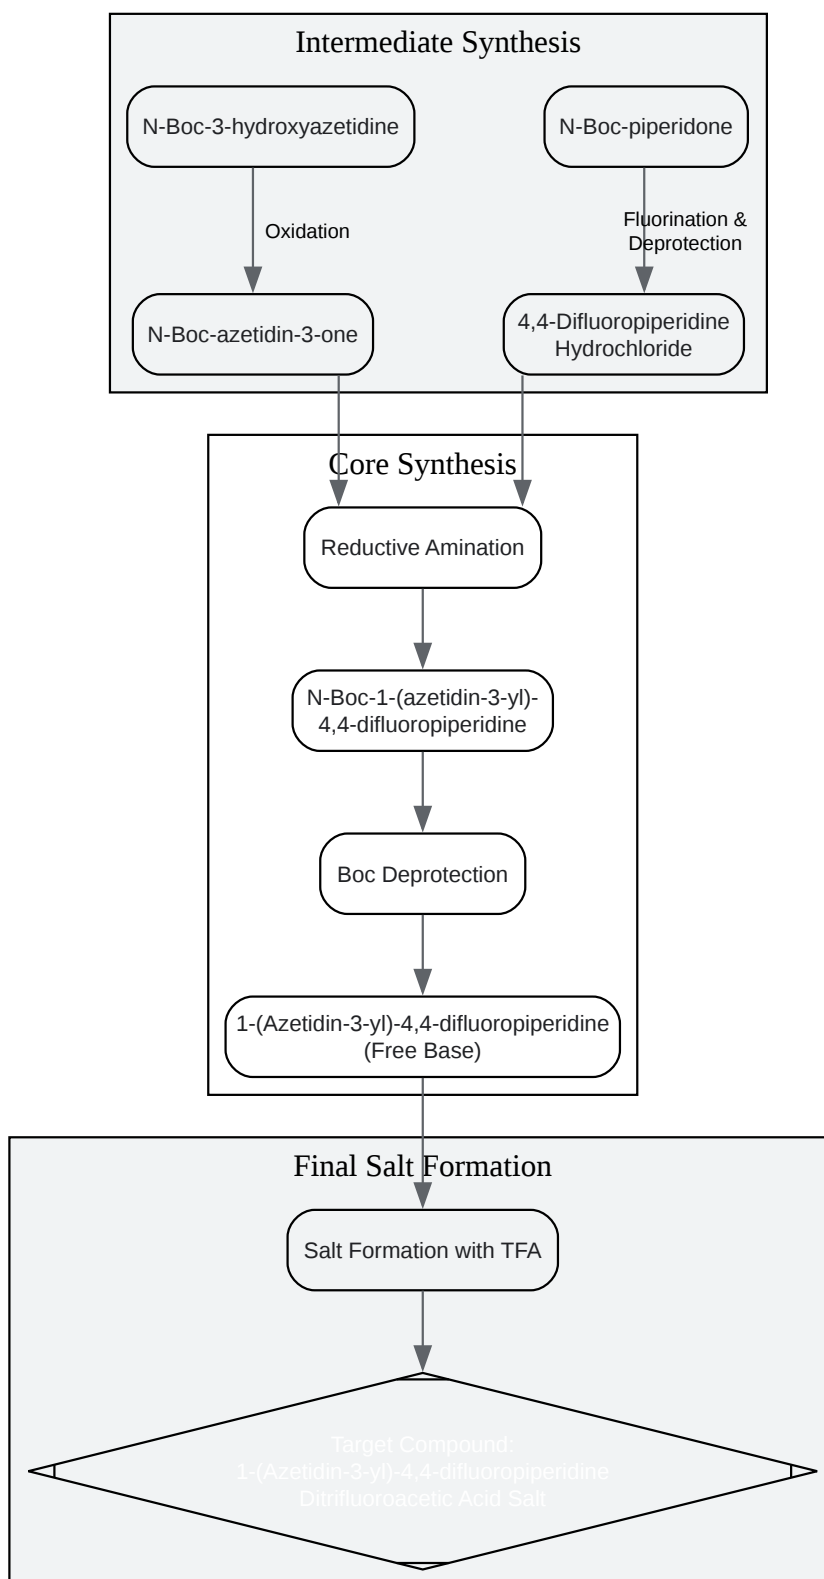 Intermediate Synthesis
N-Boc-3-hydroxyazetidine
N-Boc-piperidone
Oxidation
Fluorination &
Deprotection
N-Boc-azetidin-3-one
4,4-Difluoropiperidine
Hydrochloride
Core Synthesis
Reductive Amination
N-Boc-1-(azetidin-3-yl)-
4,4-difluoropiperidine
Boc Deprotection
1-(Azetidin-3-yl)-4,4-difluoropiperidine
(Free Base)
Final Salt Formation
Salt Formation with TFA
Target Compound:
1-(Azetidin-3-yl)-4,4-difluoropiperidine
Ditrifluoroacetic Acid Salt